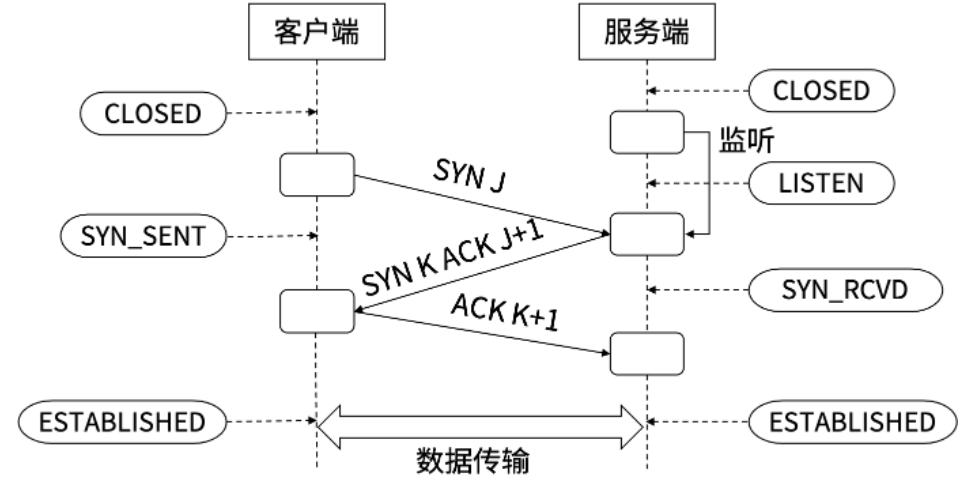 客户端
服务端
CLOSED
CLOSED
监听
SYN J
LISTEN
SYN_SENT
SYN K ACK J+1
SYN_RCVD
ACK K+1
ESTABLISHED
ESTABLISHED
数据传输